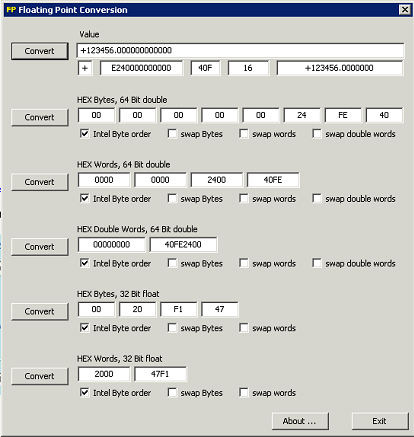 FP Floating Point Conversion
Value
Convert +123456.000000000000
+ E240000000000 40F 16 +123456.0000000
HEX Bytes, 64 Bit double
Convert 00 00 00 00 00 24 FE 40
Intel Byte order swap Bytes swap words swap double words
HEX Words, 64 Bit double
Convert 0000 0000 2400 40FE
Intel Byte order swap Bytes swap words swap double words
HEX Double Words, 64 Bit double
Convert 00000000 40FE2400
Intel Byte order swap Bytes swap words swap double words
HEX Bytes, 32 Bit float
Convert 00 20 F1 47
Intel Byte order swap Bytes swap words
HEX Words, 32 Bit float
Convert 2000 47F1
Intel Byte order swap Bytes swap words
About ... Exit